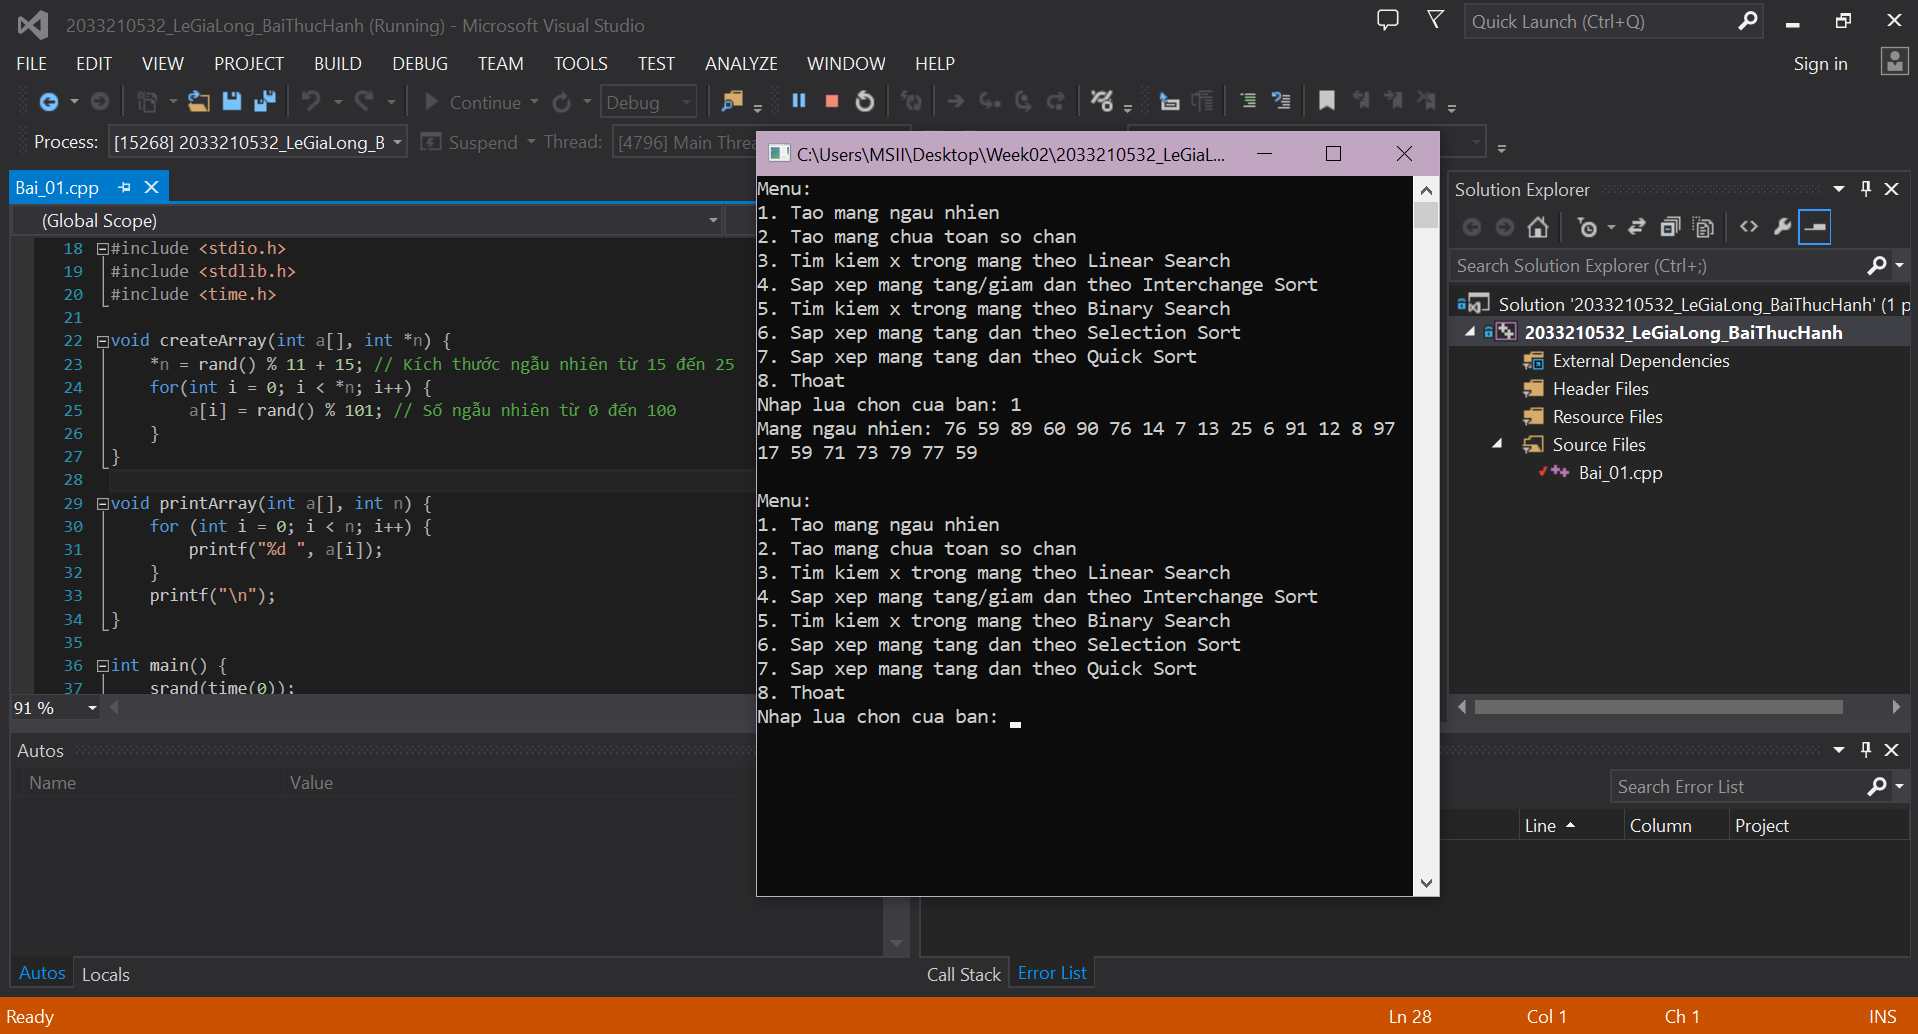 2033210532_LeGiaLong_BaiThucHanh (Running) - Microsoft Visual Studio
Quick Launch (Ctrl+Q)
FILE EDIT VIEW PROJECT BUILD DEBUG TEAM TOOLS TEST ANALYZE WINDOW HELP
Sign in
Continue Debug
Process: [15268] 2033210532_LeGiaLong_B Suspend Thread: [4796] Main Threa
Bai_01.cpp
(Global Scope)
18 #include <stdio.h>
19 #include <stdlib.h>
20 #include <time.h>
21
22 void createArray(int a[], int *n) {
23 *n = rand() % 11 + 15; // Kích thước ngẫu nhiên từ 15 đến 25
24 for(int i = 0; i < *n; i++) {
25 a[i] = rand() % 101; // Số ngẫu nhiên từ 0 đến 100
26 }
27 }
28
29 void printArray(int a[], int n) {
30 for (int i = 0; i < n; i++) {
31 printf("%d ", a[i]);
32 }
33 printf("\n");
34 }
35
36 int main() {
37 srand(time(0));
91 %
C:\Users\MSII\Desktop\Week02\2033210532_LeGiaL...
Menu:
1. Tao mang ngau nhien
2. Tao mang chua toan so chan
3. Tim kiem x trong mang theo Linear Search
4. Sap xep mang tang/giam dan theo Interchange Sort
5. Tim kiem x trong mang theo Binary Search
6. Sap xep mang tang dan theo Selection Sort
7. Sap xep mang tang dan theo Quick Sort
8. Thoat
Nhap lua chon cua ban: 1
Mang ngau nhien: 76 59 89 60 90 76 14 7 13 25 6 91 12 8 97
17 59 71 73 79 77 59
Menu:
1. Tao mang ngau nhien
2. Tao mang chua toan so chan
3. Tim kiem x trong mang theo Linear Search
4. Sap xep mang tang/giam dan theo Interchange Sort
5. Tim kiem x trong mang theo Binary Search
6. Sap xep mang tang dan theo Selection Sort
7. Sap xep mang tang dan theo Quick Sort
8. Thoat
Nhap lua chon cua ban:
Solution Explorer
Search Solution Explorer (Ctrl+;)
Solution '2033210532_LeGiaLong_BaiThucHanh' (1 p
2033210532_LeGiaLong_BaiThucHanh
External Dependencies
Header Files
Resource Files
Source Files
Bai_01.cpp
Autos
Name Value
Autos Locals
Search Error List
Line Column Project
Call Stack Error List
Ready
Ln 28 Col 1 Ch 1 INS